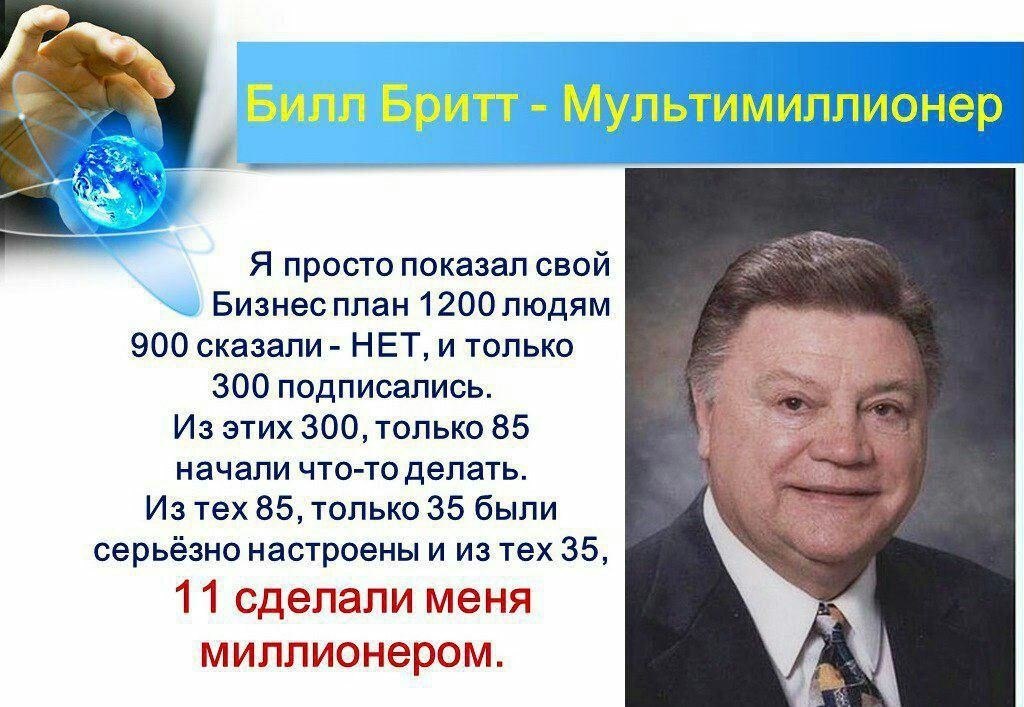 Билл Бритт - Мультимиллионер
Я просто показал свой
Бизнес план 1200 людям
900 сказали - НЕТ, и только
300 подписались.
Из этих 300, только 85
начали что-то делать.
Из тех 85, только 35 были
серьёзно настроены и из тех 35,
11 сделали меня
миллионером.